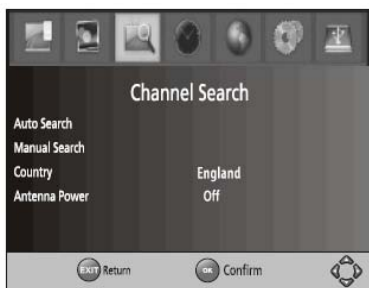 Channel Search
Auto Search
Manual Search
Country England
Antenna Power Off
EXIT Return OK Confirm